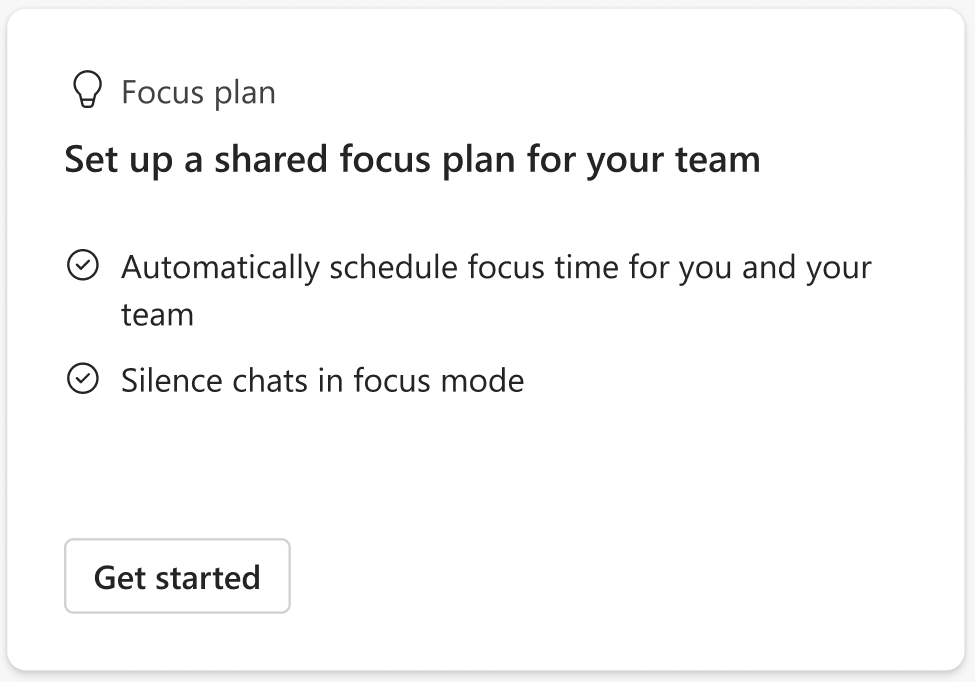 Focus plan
Set up a shared focus plan for your team
Automatically schedule focus time for you and your
team
Silence chats in focus mode
Get started